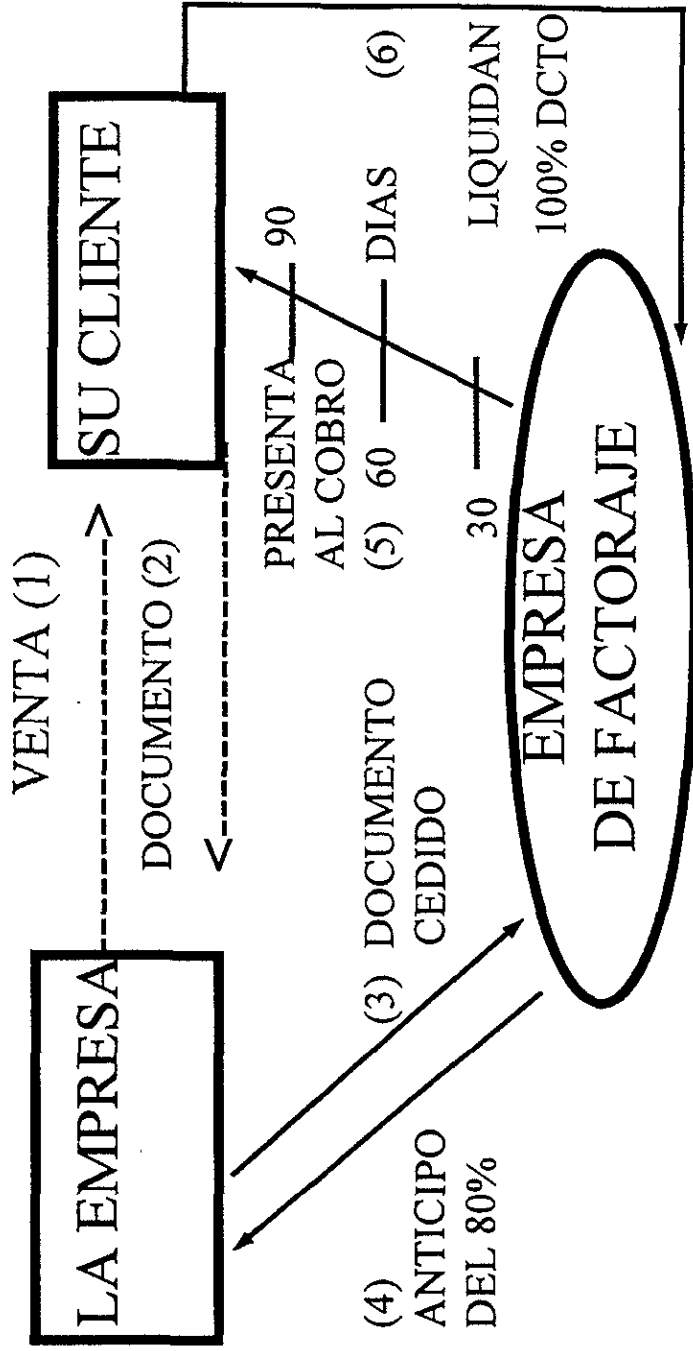 VENTA (1)
LA EMPRESA
SU CLIENTE
DOCUMENTO (2)
(3) DOCUMENTO
CEDIDO
(4)
ANTICIPO
DEL 80%
PRESENTA
AL COBRO
(5)
90
60
DIAS
30
(6)
LIQUIDAN
100% DCTO
EMPRESA
DE FACTORAJE